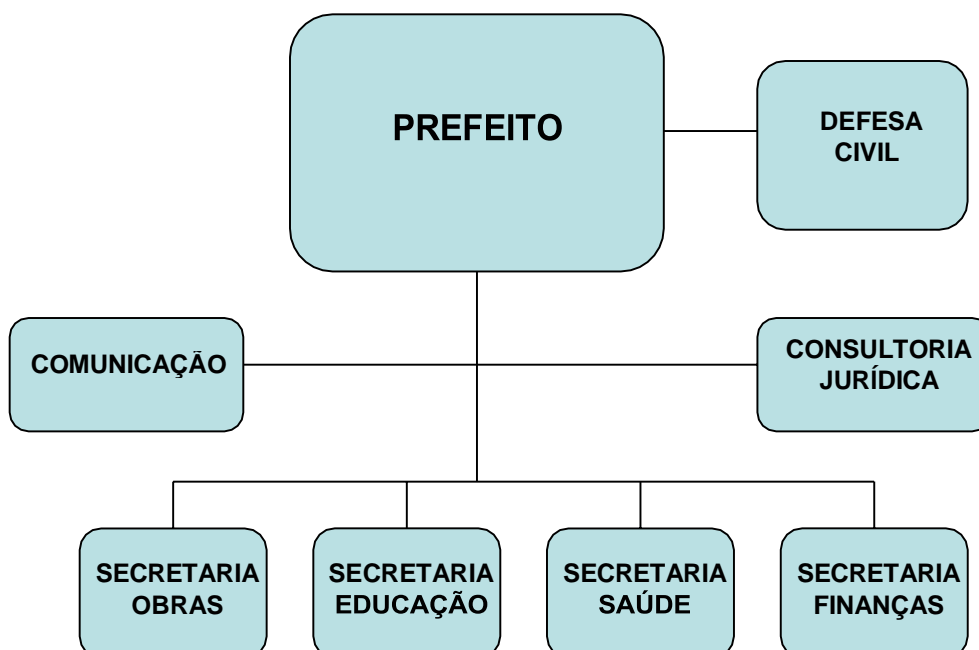 PREFEITO
DEFESA
CIVIL
COMUNICAÇÃO
CONSULTORIA
JURÍDICA
SECRETARIA
OBRAS
SECRETARIA
EDUCAÇÃO
SECRETARIA
SAÚDE
SECRETARIA
FINANÇAS